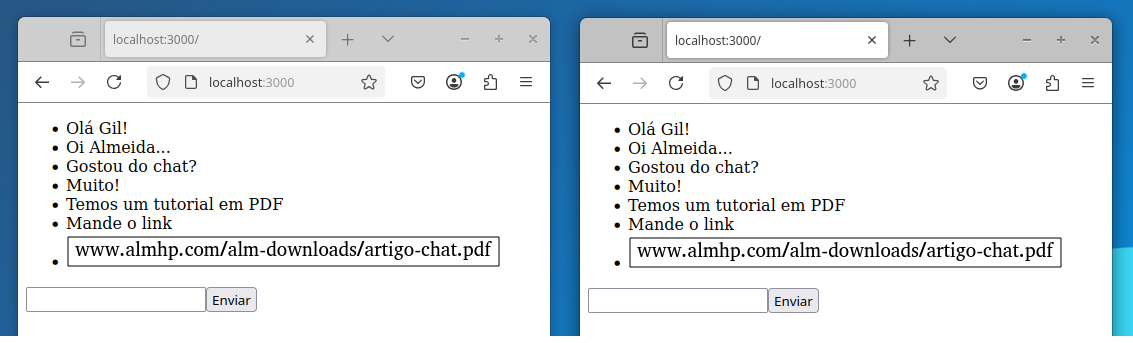 localhost:3000/
localhost:3000
Olá Gil!
Oi Almeida...
Gostou do chat?
Muito!
Temos um tutorial em PDF
Mande o link
www.almhp.com/alm-downloads/artigo-chat.pdf
Enviar
localhost:3000/
localhost:3000
Olá Gil!
Oi Almeida...
Gostou do chat?
Muito!
Temos um tutorial em PDF
Mande o link
www.almhp.com/alm-downloads/artigo-chat.pdf
Enviar